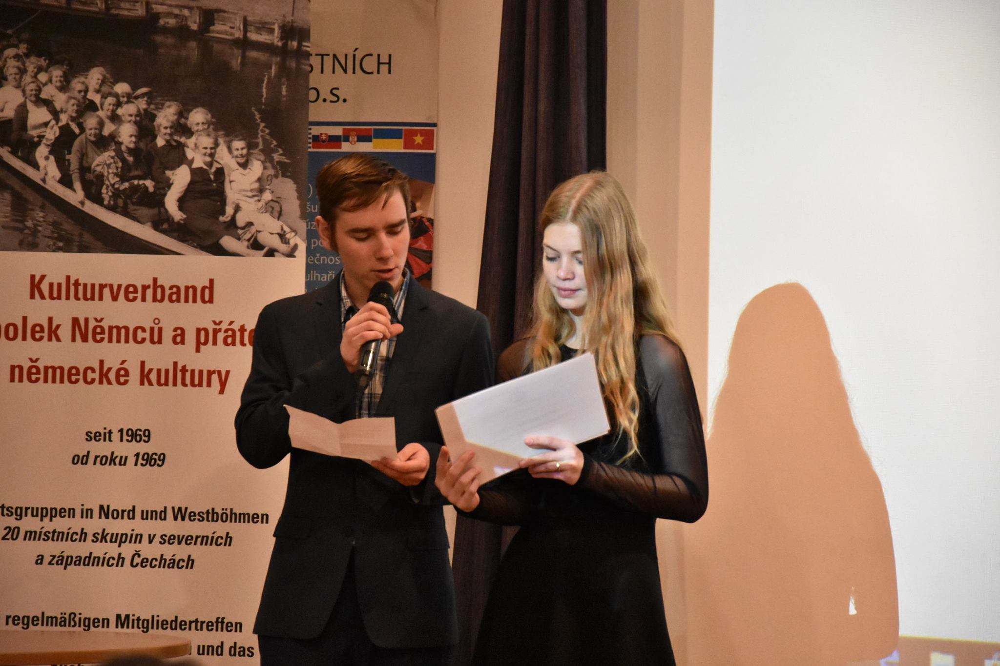 STNÍCH
o.s.
Kulturverband
polek Němců a přáte
německé kultury
seit 1969
od roku 1969
rtsgruppen in Nord und Westböhmen
20 místních skupin v severních
a západních Čechách
regelmäßigen Mitgliedertreffen
und das
šu
úz
po
ečnos
ulhaři